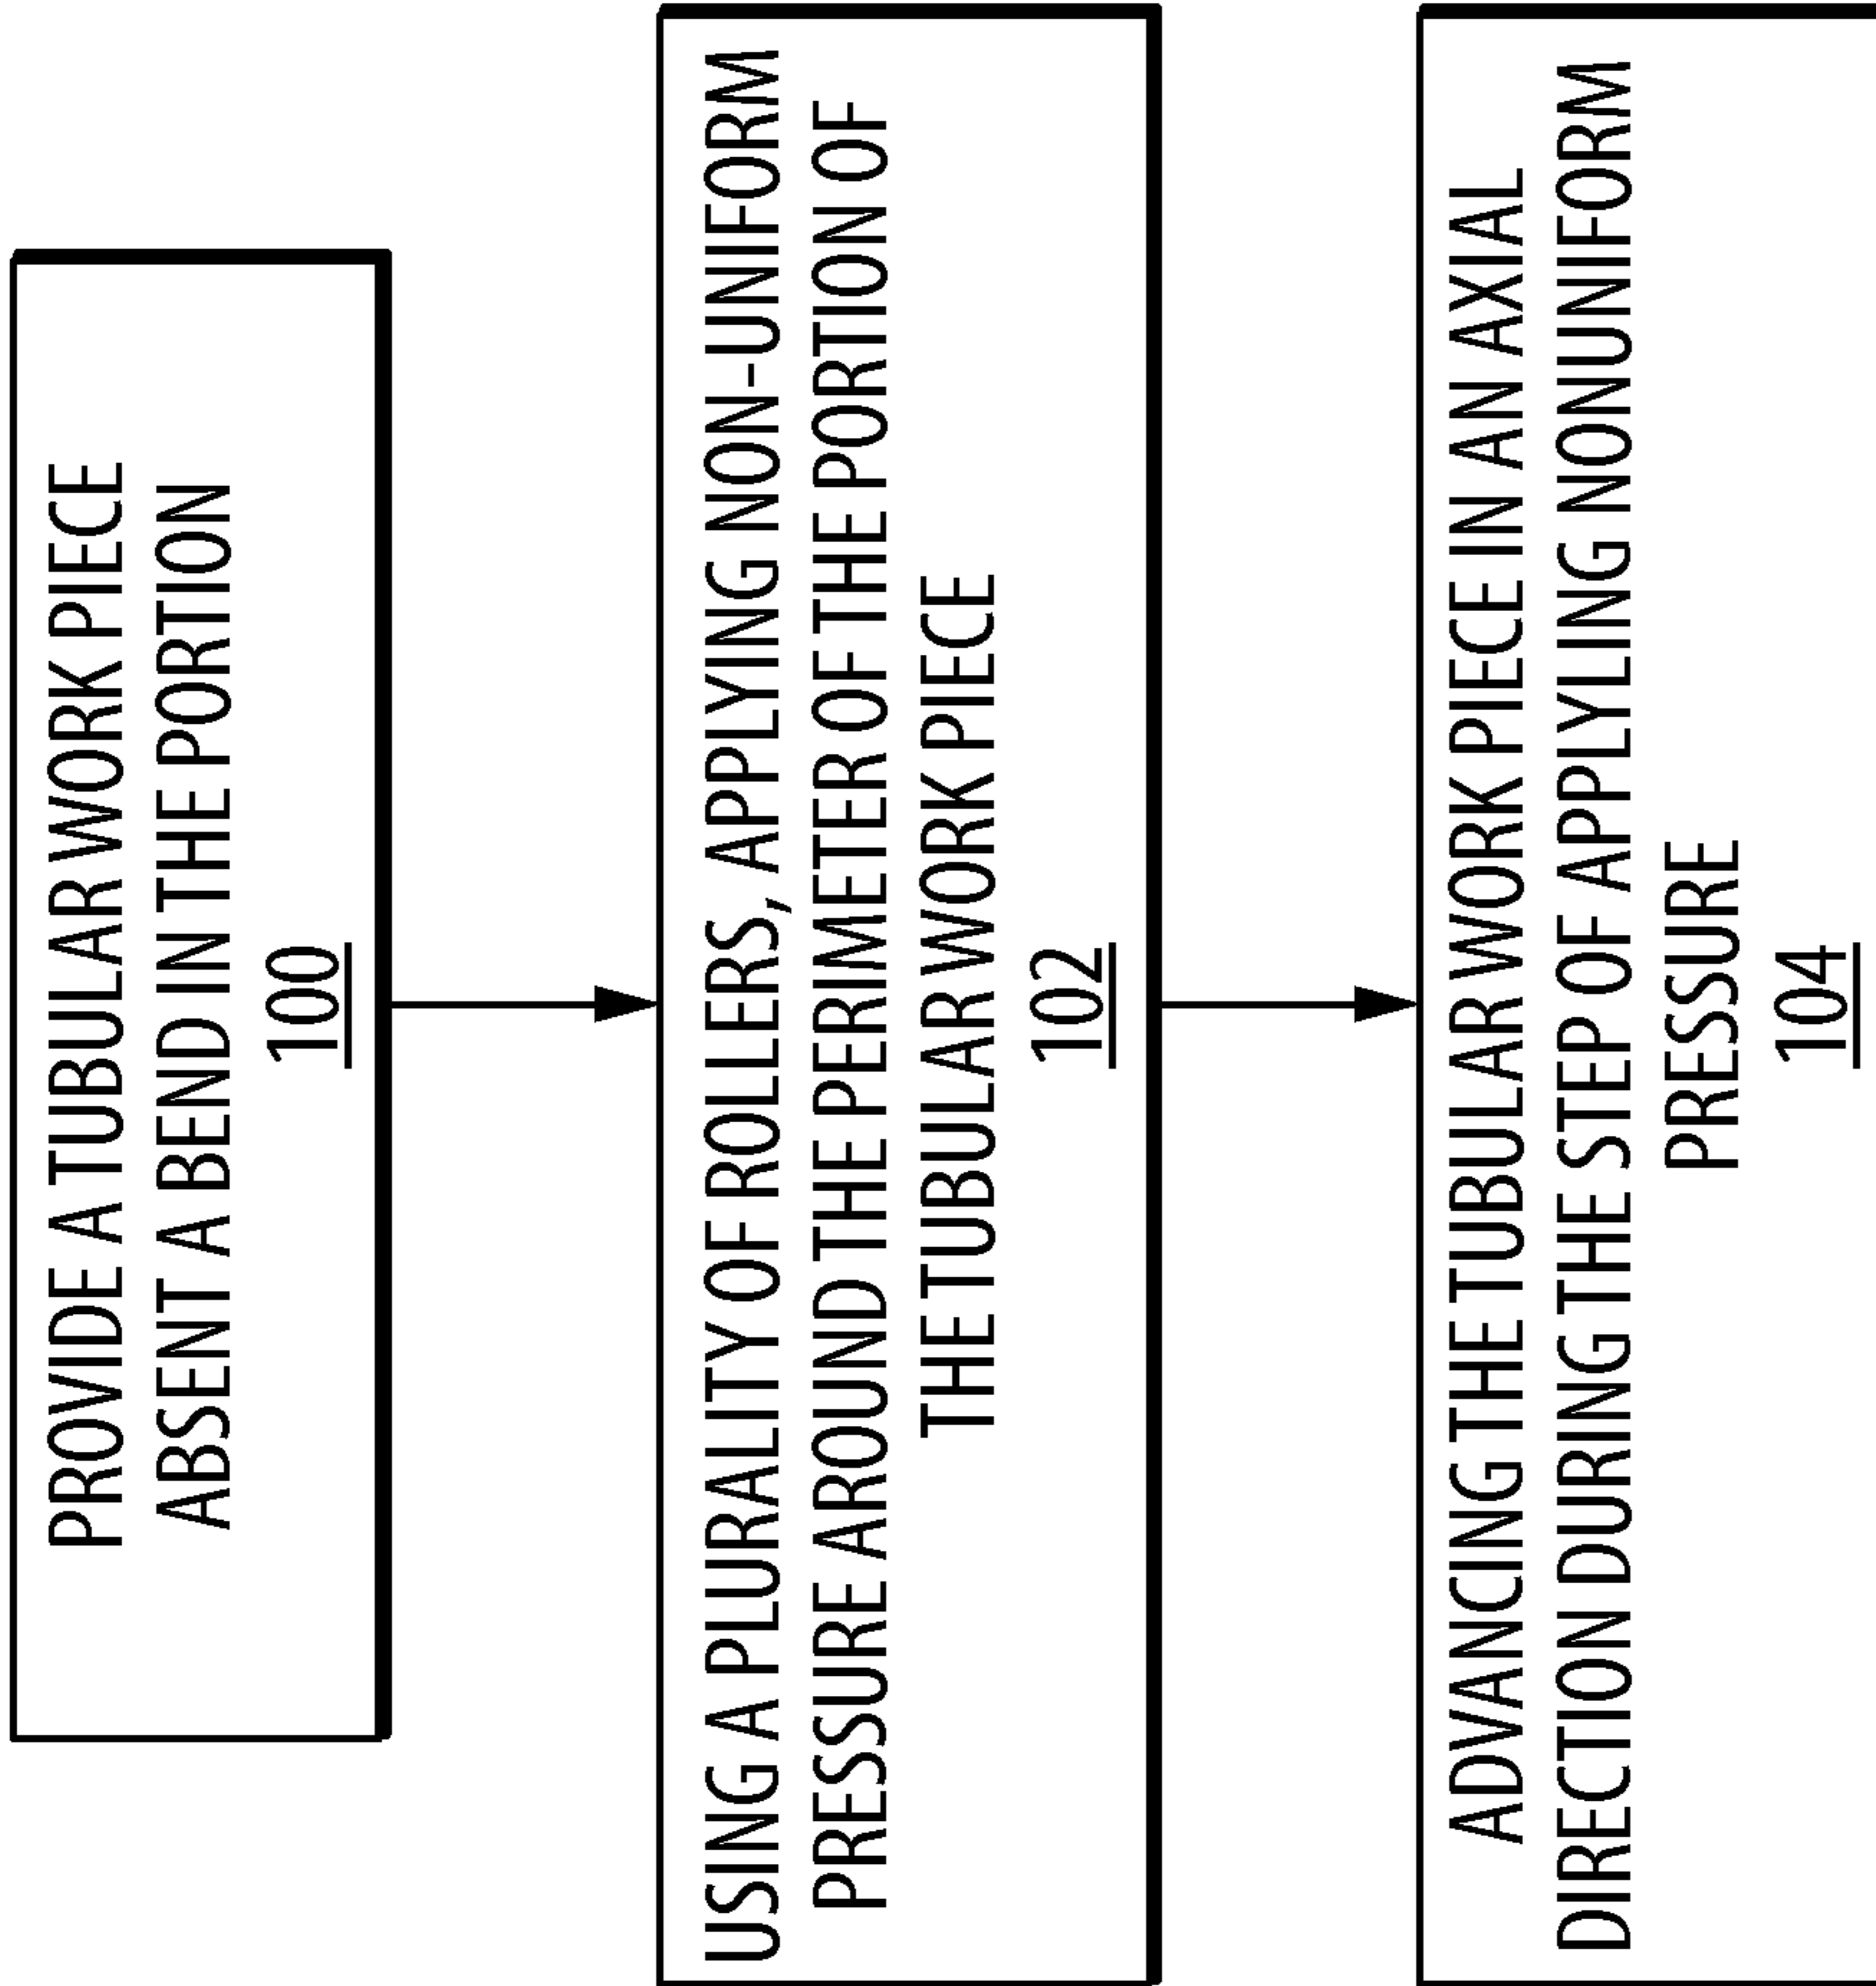 PROVIDE A TUBULAR WORK PIECE
ABSENT A BEND IN THE PORTION
100
USING A PLURALITY OF ROLLERS, APPLYING NON-UNIFORM
PRESSURE AROUND THE PERIMETER OF THE PORTION OF
THE TUBULAR WORK PIECE
102
ADVANCING THE TUBULAR WORK PIECE IN AN AXIAL
DIRECTION DURING THE STEP OF APPLYLING NONUNIFORM
PRESSURE
104